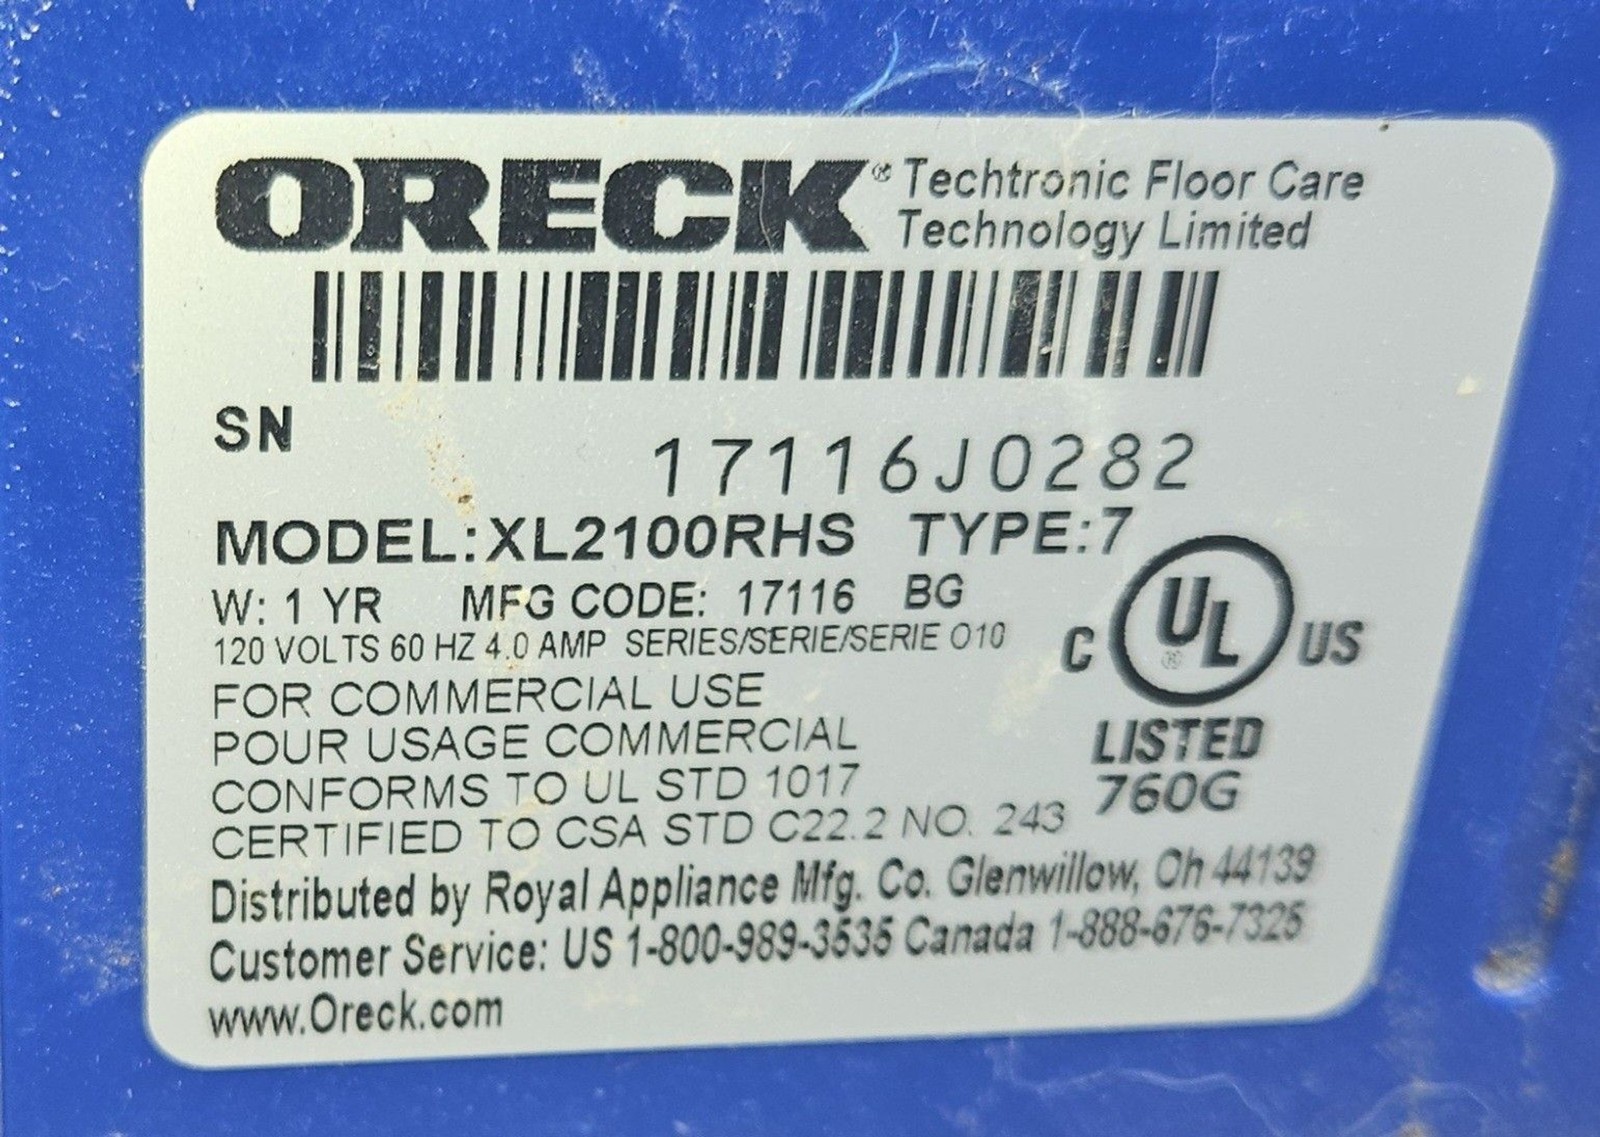 ORECK® Techtronic Floor Care
Technology Limited
SN
17116J0282
MODEL:XL2100RHS TYPE:7
W: 1 YR MFG CODE: 17116 BG
120 VOLTS 60 HZ 4.0 AMP SERIES/SERIE/SERIE O10
FOR COMMERCIAL USE
POUR USAGE COMMERCIAL
CONFORMS TO UL STD 1017
CERTIFIED TO CSA STD C22.2 NO. 243
C UL® US
LISTED
760G
Distributed by Royal Appliance Mfg. Co. Glenwillow, Oh 44139
Customer Service: US 1-800-989-3535 Canada 1-888-676-7325
www.Oreck.com